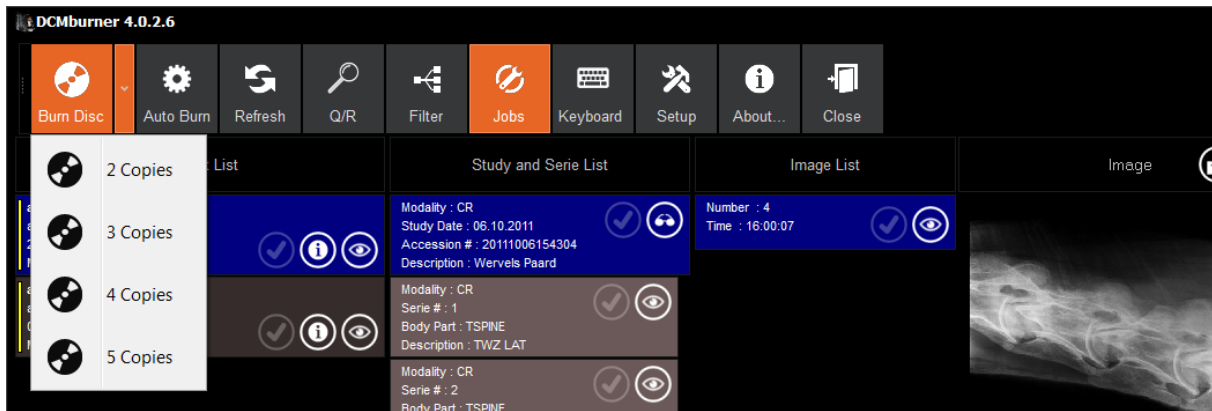 DCMburner 4.0.2.6
Burn Disc
Auto Burn
Refresh
Q/R
Filter
Jobs
Keyboard
Setup
About...
Close
2 Copies
3 Copies
4 Copies
5 Copies
List
Study and Serie List
Image List
Image
Modality : CR
Study Date : 06.10.2011
Accession # : 20111006154304
Description : Wervels Paard
Number : 4
Time : 16:00:07
Modality : CR
Serie # : 1
Body Part : TSPINE
Description : TWZ LAT
Modality : CR
Serie # : 2
Body Part : TSPINE